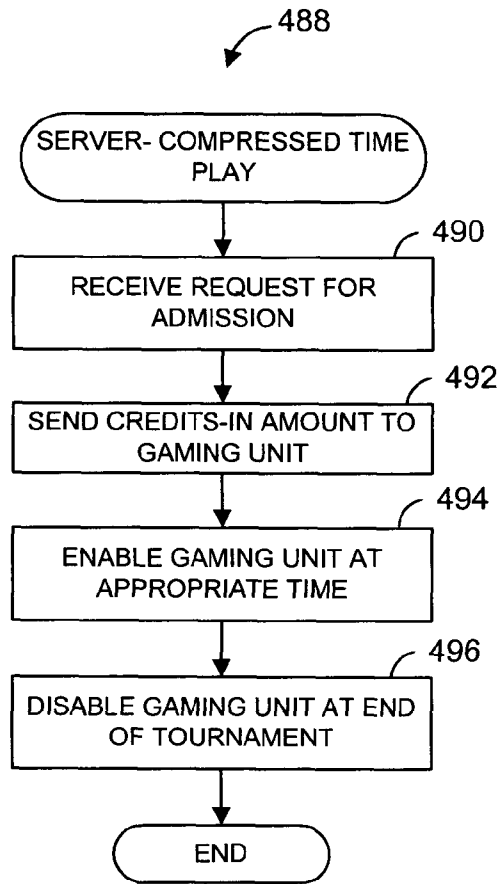 488
SERVER- COMPRESSED TIME
PLAY
490
RECEIVE REQUEST FOR
ADMISSION
492
SEND CREDITS-IN AMOUNT TO
GAMING UNIT
494
ENABLE GAMING UNIT AT
APPROPRIATE TIME
496
DISABLE GAMING UNIT AT END
OF TOURNAMENT
END